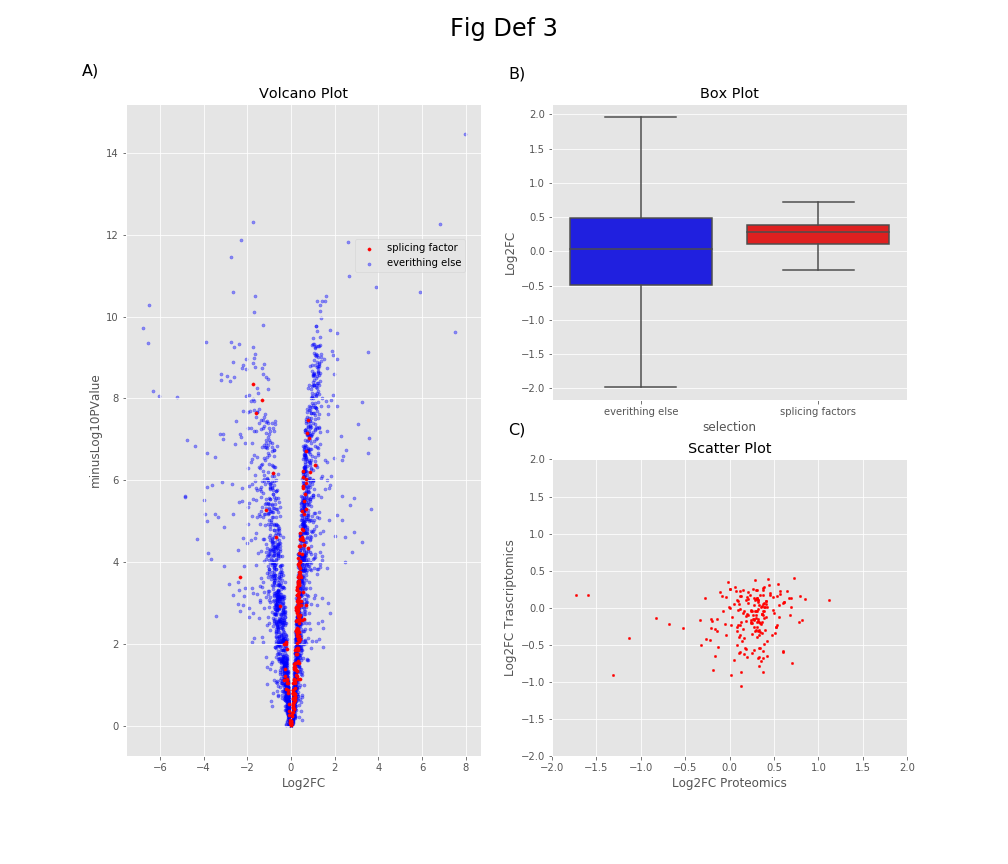 Fig Def 3
A)
Volcano Plot
minusLog10PValue
14
12
10
8
6
4
2
0
splicing factor
everithing else
−6
−4
−2
0
2
4
6
8
Log2FC
B)
Box Plot
Log2FC
2.0
1.5
1.0
0.5
0.0
−0.5
−1.0
−1.5
−2.0
everithing else
splicing factors
selection
C)
Scatter Plot
Log2FC Trascriptomics
2.0
1.5
1.0
0.5
0.0
−0.5
−1.0
−1.5
−2.0
−2.0
−1.5
−1.0
−0.5
0.0
0.5
1.0
1.5
2.0
Log2FC Proteomics